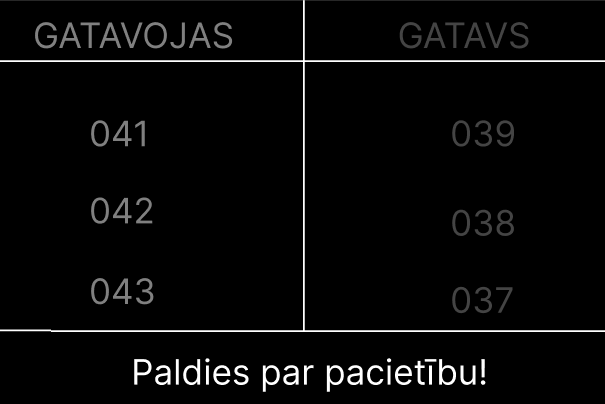 GATAVOJAS GATAVS
041 039
042 038
043 037
Paldies par pacietību!